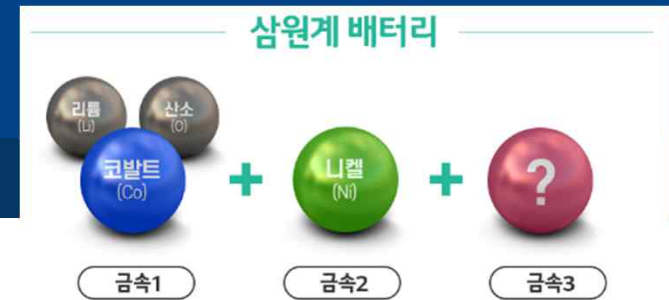 삼원계 배터리
리튬
(Li)
산소
(O)
코발트
(Co)
+
니켈
(Ni)
+
?
금속1
금속2
금속3